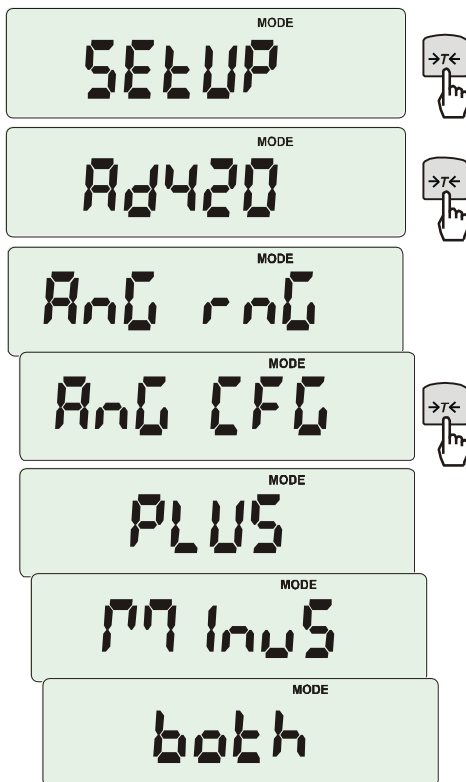 MODE
SEtUP
→T←
MODE
Ad420
→T←
MODE
AnG rnG
MODE
AnG CFG
→T←
MODE
PLUS
MODE
MInuS
MODE
both